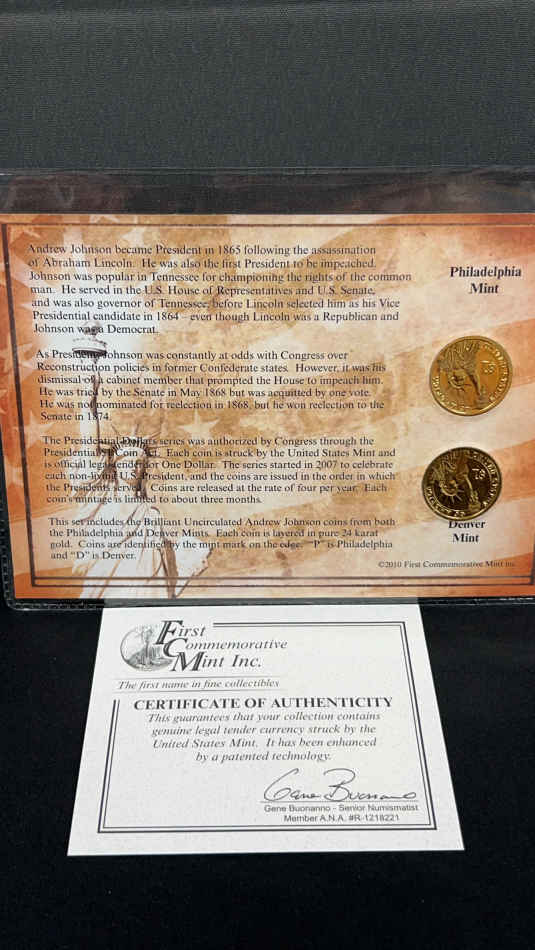 Andrew Johnson became President in 1865 following the assassination
of Abraham Lincoln. He was also the first President to be impeached.
Johnson was popular in Tennessee for championing the rights of the common
man. He served in the U.S. House of Representatives and U.S. Senate,
and was also governor of Tennessee, before Lincoln selected him as his Vice
Presidential candidate in 1864 – even though Lincoln was a Republican and
Johnson was a Democrat.
As President, Johnson was constantly at odds with Congress over
Reconstruction policies in former Confederate states. However, it was his
dismissal of a cabinet member that prompted the House to impeach him.
He was tried by the Senate in May 1868 but was acquitted by one vote.
He was not nominated for reelection in 1868, but he won reelection to the
Senate in 1874.
The Presidential Dollars series was authorized by Congress through the
Presidential $1 Coin Act. Each coin is struck by the United States Mint and
is official legal tender for One Dollar. The series started in 2007 to celebrate
each non-living U.S. President, and the coins are issued in the order in which
the Presidents served. Coins are released at the rate of four per year. Each
coin's mintage is limited to about three months.
This set includes the Brilliant Uncirculated Andrew Johnson coins from both
the Philadelphia and Denver Mints. Each coin is layered in pure 24 karat
gold. Coins are identified by the mint mark on the edge. "P" is Philadelphia
and "D" is Denver.
Philadelphia
Mint
$1
$1
Denver
Mint
©2010 First Commemorative Mint Inc.
First
Commemorative
Mint Inc.
The first name in fine collectibles
CERTIFICATE OF AUTHENTICITY
This guarantees that your collection contains
genuine legal tender currency struck by the
United States Mint. It has been enhanced
by a patented technology.
Gene Buonanno
Gene Buonanno - Senior Numismatist
Member A.N.A. #R-1218221